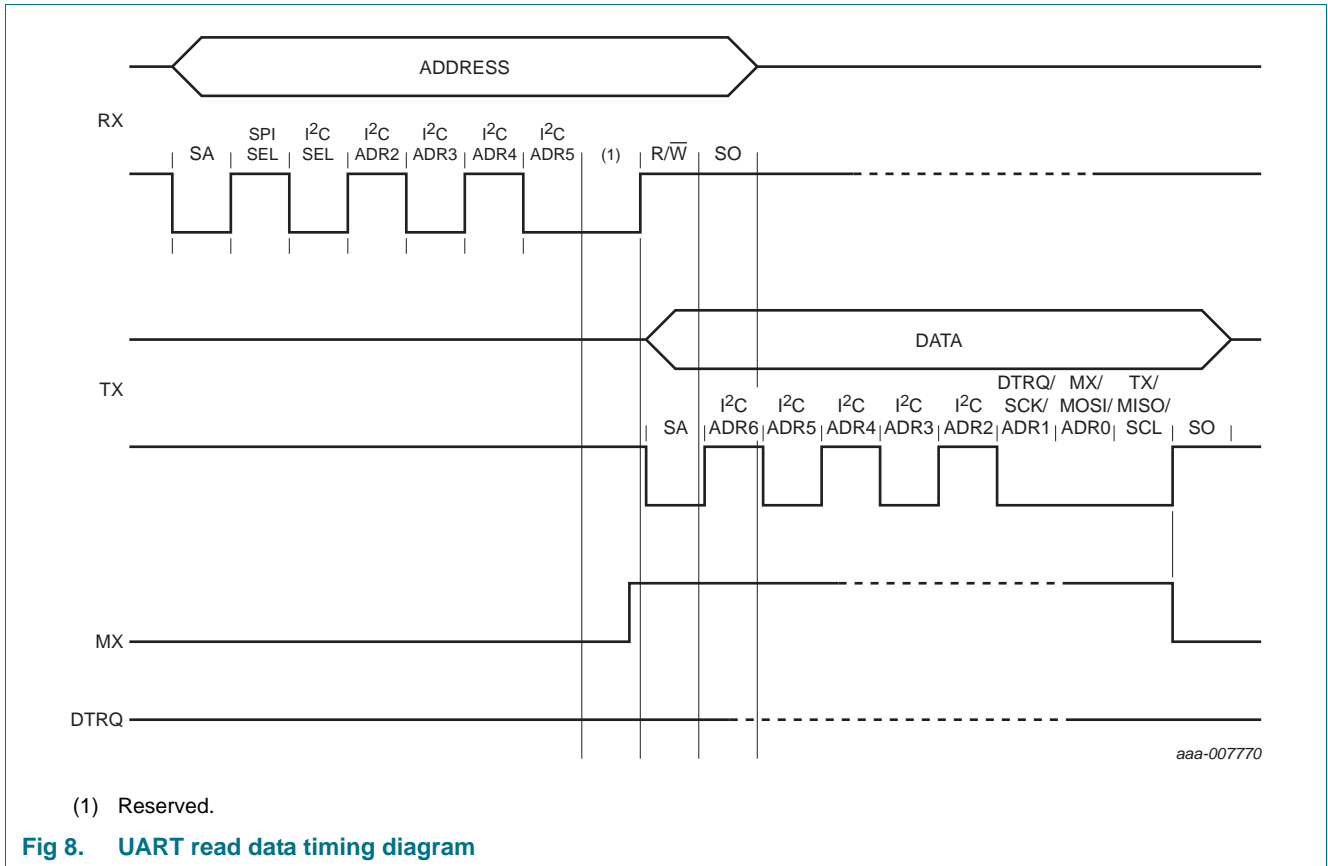 ADDRESS
RX
SA SPI SEL I²C SEL I²C ADR2 I²C ADR3 I²C ADR4 I²C ADR5 (1) R/W̅ SO
DATA
TX
SA I²C ADR6 I²C ADR5 I²C ADR4 I²C ADR3 I²C ADR2 DTRQ/ SCK/ ADR1 MX/ MOSI/ ADR0 TX/ MISO/ SCL SO
MX
DTRQ
aaa-007770
(1) Reserved.
Fig 8. UART read data timing diagram